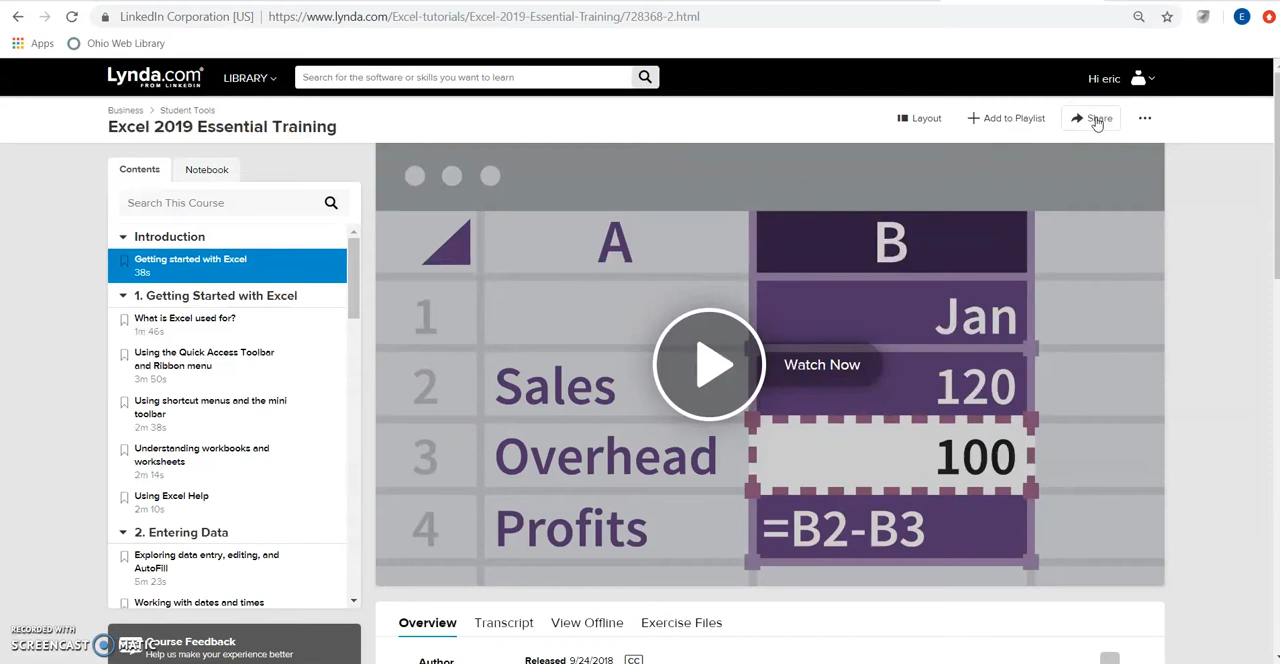 LinkedIn Corporation [US] | https://www.lynda.com/Excel-tutorials/Excel-2019-Essential-Training/728368-2.html
E
Apps Ohio Web Library
Lynda.com
FROM LINKEDIN
LIBRARY
Search for the software or skills you want to learn
Hi eric
Business > Student Tools
Excel 2019 Essential Training
Layout
Add to Playlist
Share
Contents
Notebook
Search This Course
Introduction
Getting started with Excel
38s
1. Getting Started with Excel
What is Excel used for?
1m 46s
Using the Quick Access Toolbar
and Ribbon menu
3m 50s
Using shortcut menus and the mini
toolbar
2m 38s
Understanding workbooks and
worksheets
2m 14s
Using Excel Help
2m 10s
2. Entering Data
Exploring data entry, editing, and
AutoFill
5m 23s
Working with dates and times
A B
1 Jan
2 Sales 120
3 Overhead 100
4 Profits =B2-B3
Watch Now
Course Feedback
Help us make your experience better
RECORDED WITH
SCREENCAST MATIC
Overview
Transcript
View Offline
Exercise Files
Author
Released 9/24/2018
CC